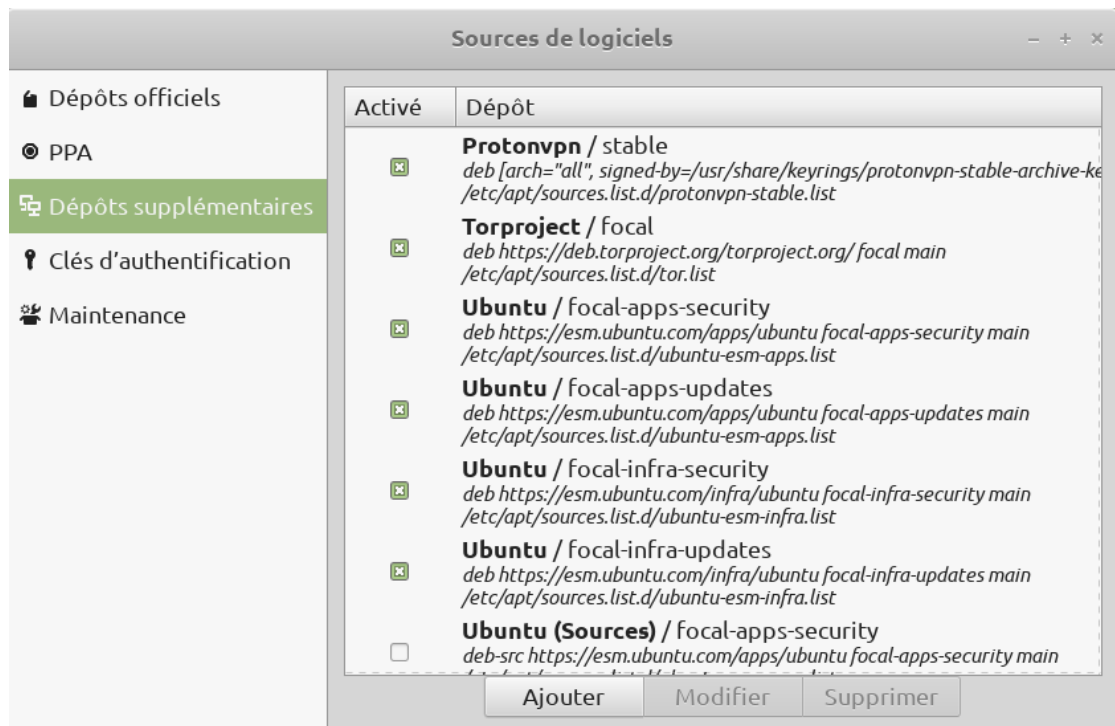 Sources de logiciels
Dépôts officiels
PPA
Dépôts supplémentaires
Clés d'authentification
Maintenance
Activé Dépôt
Protonvpn / stable
deb [arch="all", signed-by=/usr/share/keyrings/protonvpn-stable-archive-ke
/etc/apt/sources.list.d/protonvpn-stable.list
Torproject / focal
deb https://deb.torproject.org/torproject.org/ focal main
/etc/apt/sources.list.d/tor.list
Ubuntu / focal-apps-security
deb https://esm.ubuntu.com/apps/ubuntu focal-apps-security main
/etc/apt/sources.list.d/ubuntu-esm-apps.list
Ubuntu / focal-apps-updates
deb https://esm.ubuntu.com/apps/ubuntu focal-apps-updates main
/etc/apt/sources.list.d/ubuntu-esm-apps.list
Ubuntu / focal-infra-security
deb https://esm.ubuntu.com/infra/ubuntu focal-infra-security main
/etc/apt/sources.list.d/ubuntu-esm-infra.list
Ubuntu / focal-infra-updates
deb https://esm.ubuntu.com/infra/ubuntu focal-infra-updates main
/etc/apt/sources.list.d/ubuntu-esm-infra.list
Ubuntu (Sources) / focal-apps-security
deb-src https://esm.ubuntu.com/apps/ubuntu focal-apps-security main
Ajouter Modifier Supprimer